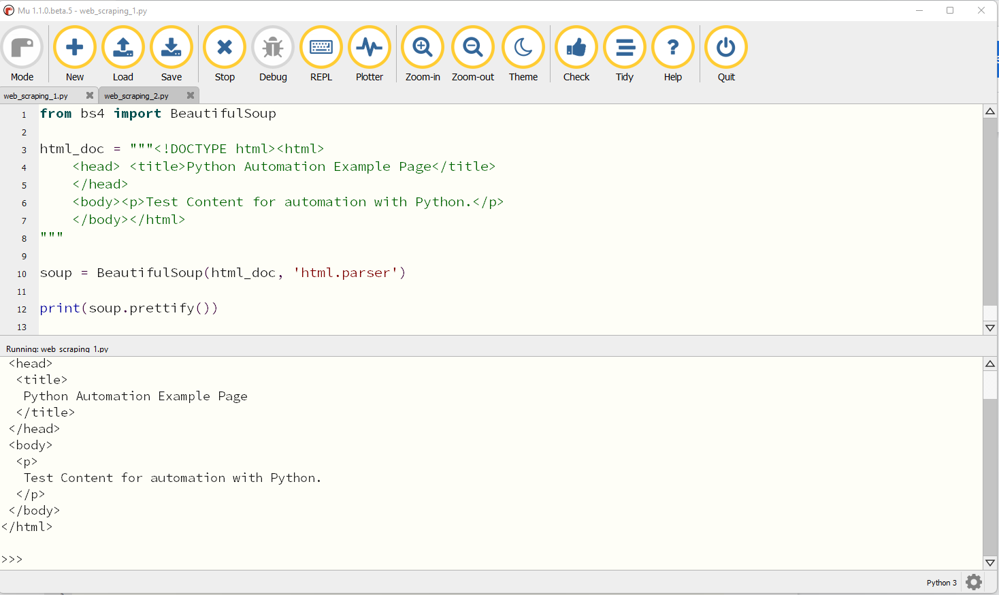 Mu 1.1.0.beta.5 - web_scraping_1.py
Mode New Load Save Stop Debug REPL Plotter Zoom-in Zoom-out Theme Check Tidy Help Quit
web_scraping_1.py web_scraping_2.py
1 from bs4 import BeautifulSoup
2
3 html_doc = """<!DOCTYPE html><html>
4     <head> <title>Python Automation Example Page</title>
5     </head>
6     <body><p>Test Content for automation with Python.</p>
7     </body></html>
8 """
9
10 soup = BeautifulSoup(html_doc, 'html.parser')
11
12 print(soup.prettify())
13
Running: web_scraping_1.py
 <head>
  <title>
   Python Automation Example Page
  </title>
 </head>
 <body>
  <p>
   Test Content for automation with Python.
  </p>
 </body>
</html>
>>>
Python 3